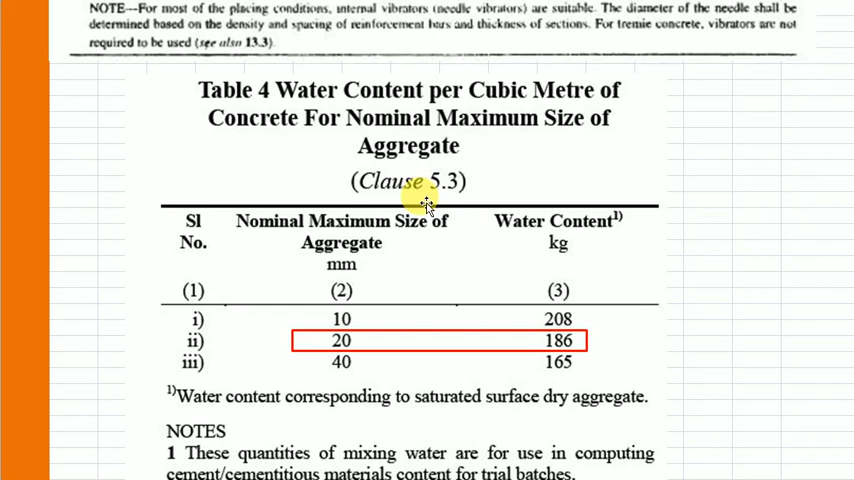 NOTE—For most of the placing conditions, internal vibrators (needle vibrators) are suitable. The diameter of the needle shall be
determined based on the density and spacing of reinforcement bars and thickness of sections. For tremie concrete, vibrators are not
required to be used (see also 13.3)
Table 4 Water Content per Cubic Metre of
Concrete For Nominal Maximum Size of
Aggregate
(Clause 5.3)
Sl Nominal Maximum Size of Water Content¹⁾
No. Aggregate kg
mm
(1) (2) (3)
i) 10 208
ii) 20 186
iii) 40 165
¹⁾Water content corresponding to saturated surface dry aggregate.
NOTES
1 These quantities of mixing water are for use in computing
cement/cementitious materials content for trial batches.